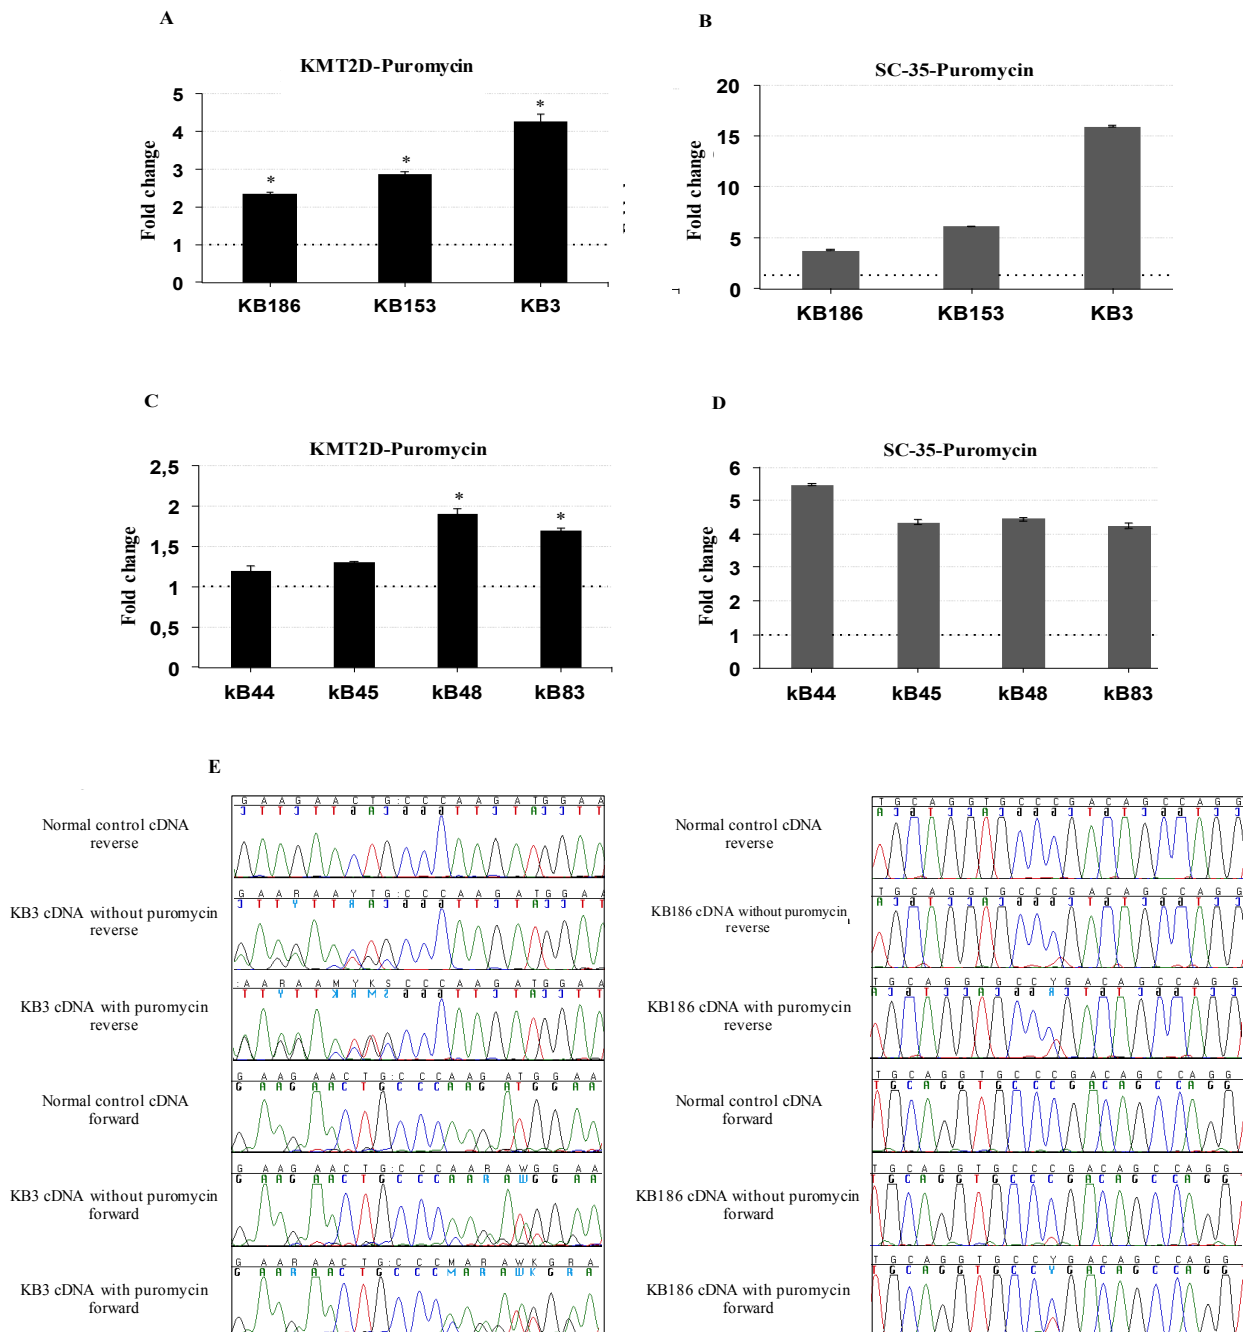 A
KMT2D-Puromycin
Fold change
5
4
3
2
1
0
*
*
*
KB186 KB153 KB3
B
SC-35-Puromycin
Fold change
20
15
10
5
0
KB186 KB153 KB3
C
KMT2D-Puromycin
Fold change
2,5
2
1,5
1
0,5
0
*
*
kB44 kB45 kB48 kB83
D
SC-35-Puromycin
Fold change
6
5
4
3
2
1
0
kB44 kB45 kB48 kB83
E
Normal control cDNA
reverse
G A A G A A C T G : C C C A A G A T G G A A
KB3 cDNA without puromycin
reverse
G A A R A A Y T G : C C C A A G A T G G A A
KB3 cDNA with puromycin
reverse
: A A R A A M Y K S C C C A A G A T G G A A
Normal control cDNA
forward
G A A G A A C T G : C C C A A G A T G G A A
G A A G A A C T G C C C A A G A T G G A A
KB3 cDNA without puromycin
forward
G A A G A A C T G : C C C A A R A W G G A A
G A A G A A C T G C C C A A R A W G G A A
KB3 cDNA with puromycin
forward
G A A R A A C T G : C C C M A R A W K G R A
G A A R A A C T G C C C M A R A W K G R A
Normal control cDNA
reverse
T G C A G G T G C C C G A C A G C C A G G
KB186 cDNA without puromycin
reverse
T G C A G G T G C C C G A C A G C C A G G
KB186 cDNA with puromycin
reverse
T G C A G G T G C C Y G A C A G C C A G G
Normal control cDNA
forward
T G C A G G T G C C C G A C A G C C A G G
T G C A G G T G C C C G A C A G C C A G G
KB186 cDNA without puromycin
forward
T G C A G G T G C C C G A C A G C C A G G
T G C A G G T G C C C G A C A G C C A G G
KB186 cDNA with puromycin
forward
T G C A G G T G C C Y G A C A G C C A G G
T G C A G G T G C C Y G A C A G C C A G G